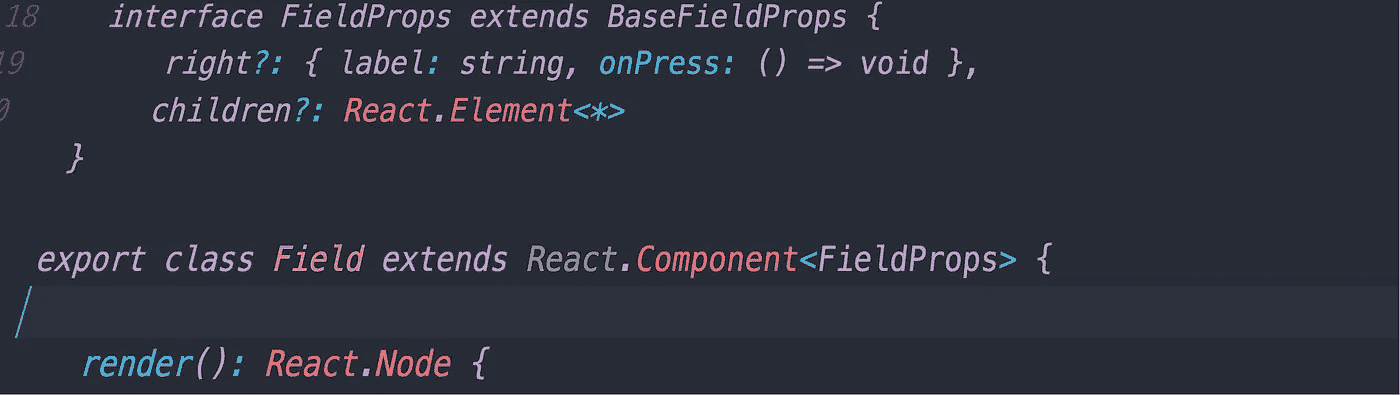 18 interface FieldProps extends BaseFieldProps {
19 right?: { label: string, onPress: () => void },
0 children?: React.Element<*>
}
export class Field extends React.Component<FieldProps> {
render(): React.Node {